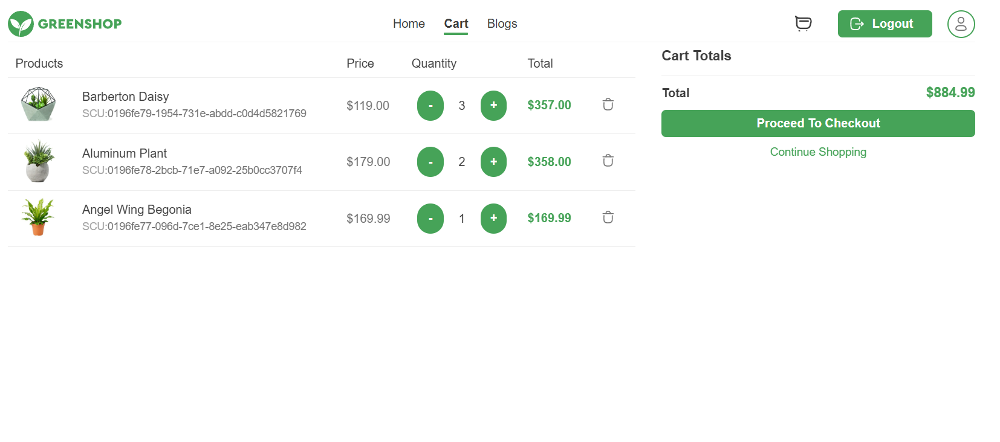 GREENSHOP
Home Cart Blogs
Logout
Products Price Quantity Total
Barberton Daisy
SCU:0196fe79-1954-731e-abdd-c0d4d5821769
$119.00 - 3 + $357.00
Aluminum Plant
SCU:0196fe78-2bcb-71e7-a092-25b0cc3707f4
$179.00 - 2 + $358.00
Angel Wing Begonia
SCU:0196fe77-096d-7ce1-8e25-eab347e8d982
$169.99 - 1 + $169.99
Cart Totals
Total $884.99
Proceed To Checkout
Continue Shopping